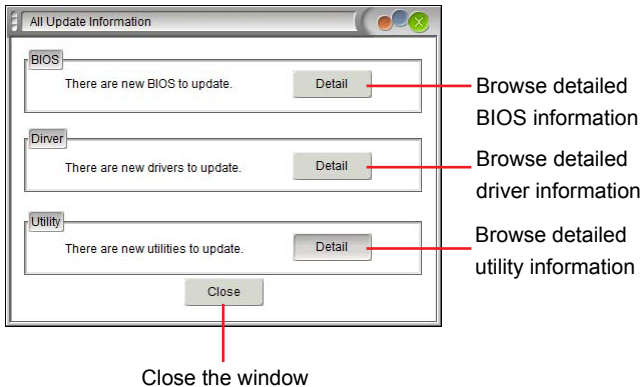 All Update Information
BIOS
There are new BIOS to update.
Detail
Browse detailed
BIOS information
Dirver
There are new drivers to update.
Detail
Browse detailed
driver information
Utility
There are new utilities to update.
Detail
Browse detailed
utility information
Close
Close the window